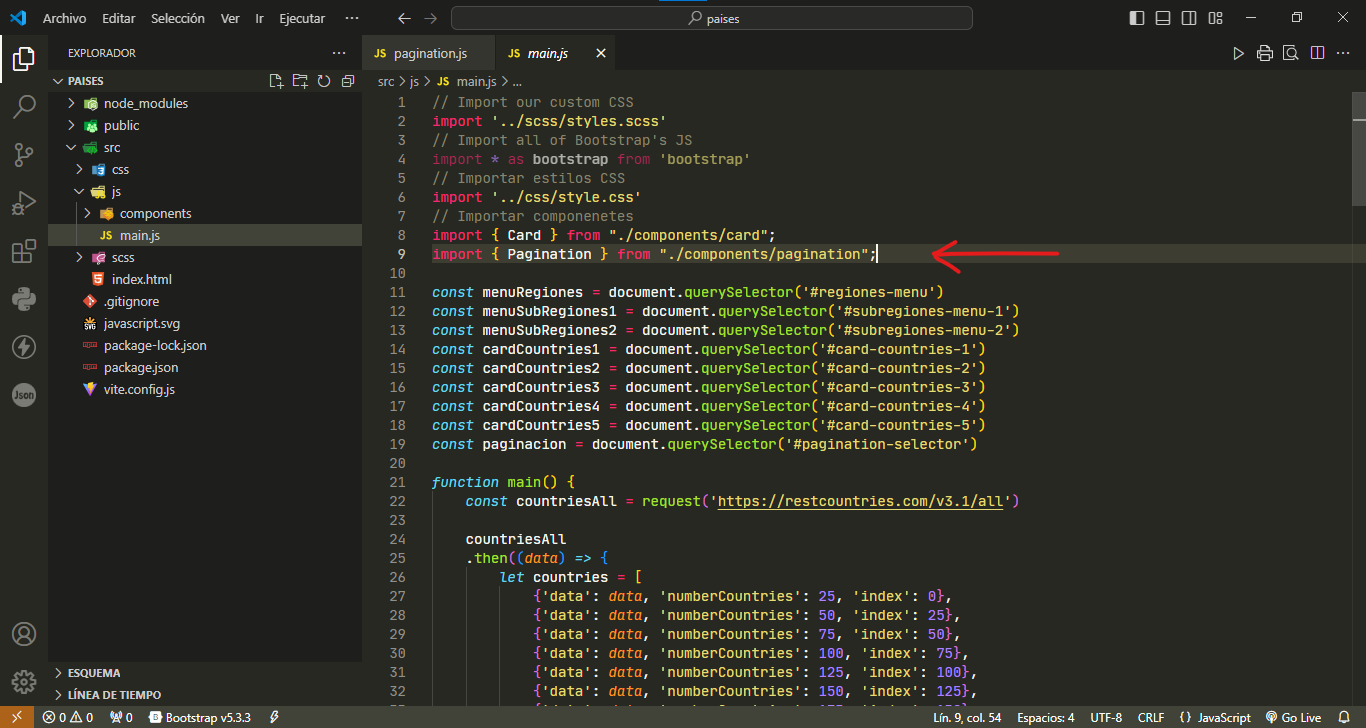 Archivo Editar Selección Ver Ir Ejecutar ··· paises
EXPLORADOR ···
PAISES
node_modules
public
src
css
js
components
JS main.js
scss
index.html
.gitignore
javascript.svg
package-lock.json
package.json
vite.config.js
ESQUEMA
LÍNEA DE TIEMPO
Json
JS pagination.js JS main.js
src > js > JS main.js > ...
1 // Import our custom CSS
2 import '../scss/styles.scss'
3 // Import all of Bootstrap's JS
4 import * as bootstrap from 'bootstrap'
5 // Importar estilos CSS
6 import '../css/style.css'
7 // Importar componenetes
8 import { Card } from "./components/card";
9 import { Pagination } from "./components/pagination";
10
11 const menuRegiones = document.querySelector('#regiones-menu')
12 const menuSubRegiones1 = document.querySelector('#subregiones-menu-1')
13 const menuSubRegiones2 = document.querySelector('#subregiones-menu-2')
14 const cardCountries1 = document.querySelector('#card-countries-1')
15 const cardCountries2 = document.querySelector('#card-countries-2')
16 const cardCountries3 = document.querySelector('#card-countries-3')
17 const cardCountries4 = document.querySelector('#card-countries-4')
18 const cardCountries5 = document.querySelector('#card-countries-5')
19 const paginacion = document.querySelector('#pagination-selector')
20
21 function main() {
22 const countriesAll = request('https://restcountries.com/v3.1/all')
23
24 countriesAll
25 .then((data) => {
26 let countries = [
27 {'data': data, 'numberCountries': 25, 'index': 0},
28 {'data': data, 'numberCountries': 50, 'index': 25},
29 {'data': data, 'numberCountries': 75, 'index': 50},
30 {'data': data, 'numberCountries': 100, 'index': 75},
31 {'data': data, 'numberCountries': 125, 'index': 100},
32 {'data': data, 'numberCountries': 150, 'index': 125},
0 0 0 Bootstrap v5.3.3 Lín. 9, col. 54 Espacios: 4 UTF-8 CRLF {} JavaScript Go Live